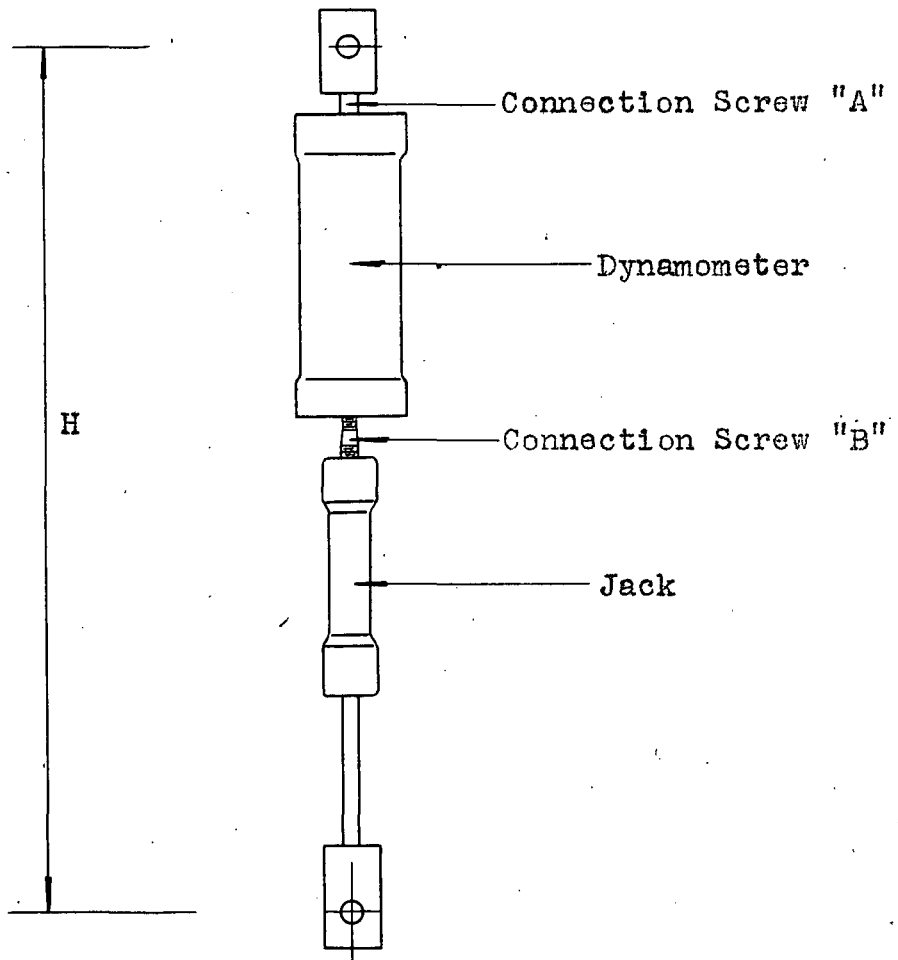 Connection Screw "A"
Dynamometer
H
Connection Screw "B"
Jack